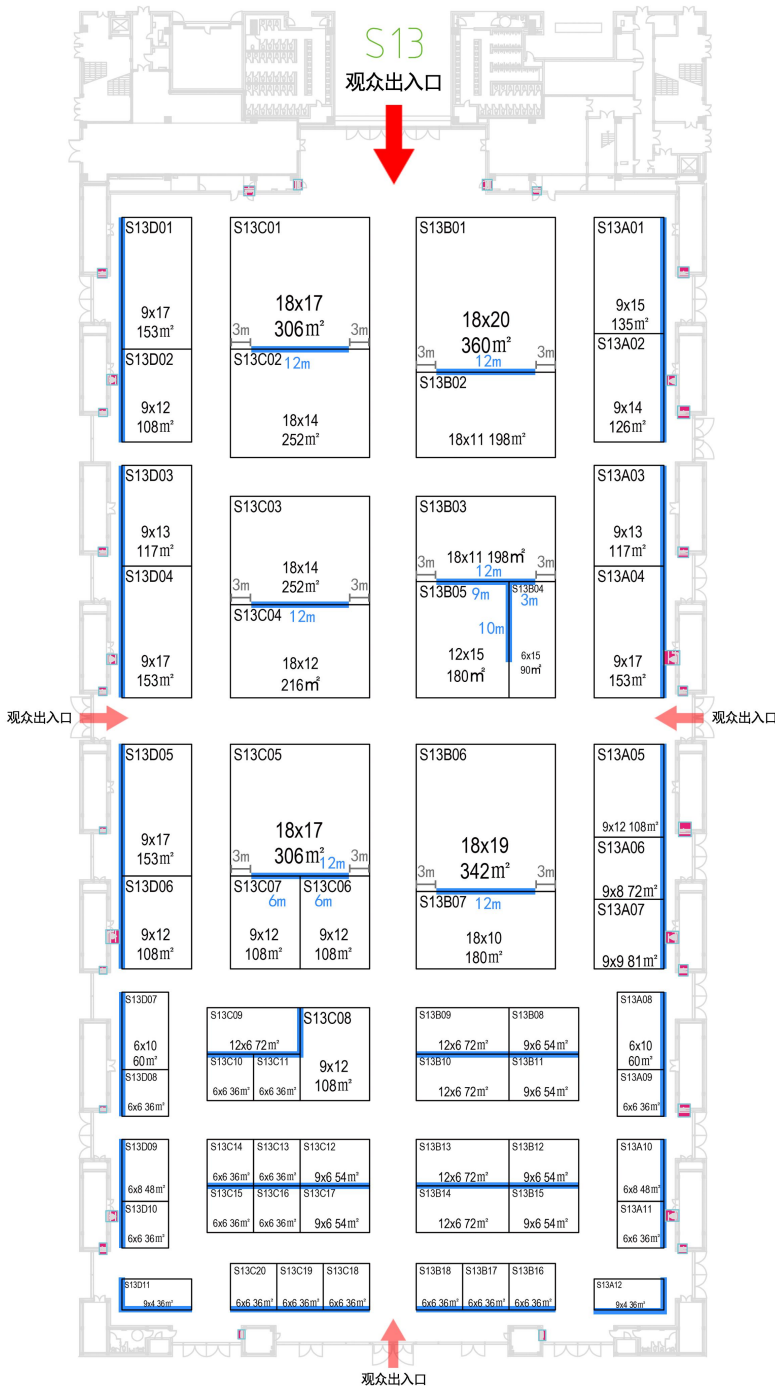 S13
观众出入口
S13D01
9x17
153m²
S13D02
9x12
108m²
S13C01
18x17
306m²
3m
3m
S13C02
12m
18x14
252m²
S13B01
18x20
360m²
3m
12m
3m
S13B02
18x11 198m²
S13A01
9x15
135m²
S13A02
9x14
126m²
S13D03
9x13
117m²
S13D04
9x17
153m²
S13C03
18x14
252m²
3m
3m
S13C04
12m
18x12
216m²
S13B03
18x11 198m²
3m
12m
3m
S13B05
9m
S13B04
3m
10m
12x15
180m²
6x15
90m²
S13A03
9x13
117m²
S13A04
9x17
153m²
观众出入口
观众出入口
S13D05
9x17
153m²
S13D06
9x12
108m²
S13C05
18x17
306m²
3m
12m
3m
S13C07
6m
9x12
108m²
S13C06
6m
9x12
108m²
S13B06
18x19
342m²
3m
3m
S13B07
12m
18x10
180m²
S13A05
9x12 108m²
S13A06
9x8 72m²
S13A07
9x9 81m²
S13D07
6x10
60m²
S13D08
6x6 36m²
S13C09
12x6 72m²
S13C08
9x12
108m²
S13C10
6x6 36m²
S13C11
6x6 36m²
S13B09
12x6 72m²
S13B08
9x6 54m²
S13B10
12x6 72m²
S13B11
9x6 54m²
S13A08
6x10
60m²
S13A09
6x6 36m²
S13D09
6x8 48m²
S13D10
6x6 36m²
S13C14
6x6 36m²
S13C13
6x6 36m²
S13C12
9x6 54m²
S13C15
6x6 36m²
S13C16
6x6 36m²
S13C17
9x6 54m²
S13B13
12x6 72m²
S13B12
9x6 54m²
S13B14
12x6 72m²
S13B15
9x6 54m²
S13A10
6x8 48m²
S13A11
6x6 36m²
S13D11
9x4 36m²
S13C20
6x6 36m²
S13C19
6x6 36m²
S13C18
6x6 36m²
S13B18
6x6 36m²
S13B17
6x6 36m²
S13B16
6x6 36m²
S13A12
9x4 36m²
观众出入口